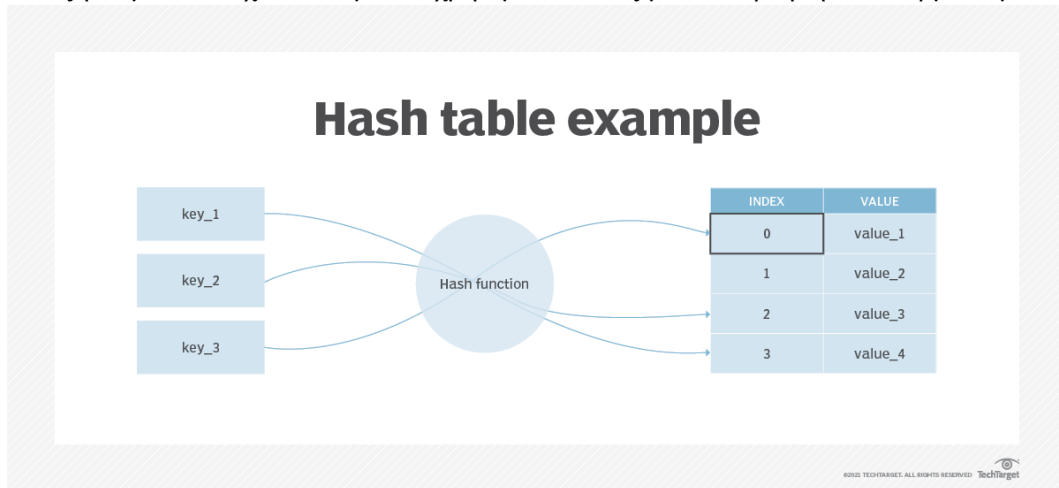 Hash table example
key_1
key_2
key_3
Hash function
INDEX VALUE
0 value_1
1 value_2
2 value_3
3 value_4
©2021 TECHTARGET. ALL RIGHTS RESERVED TechTarget